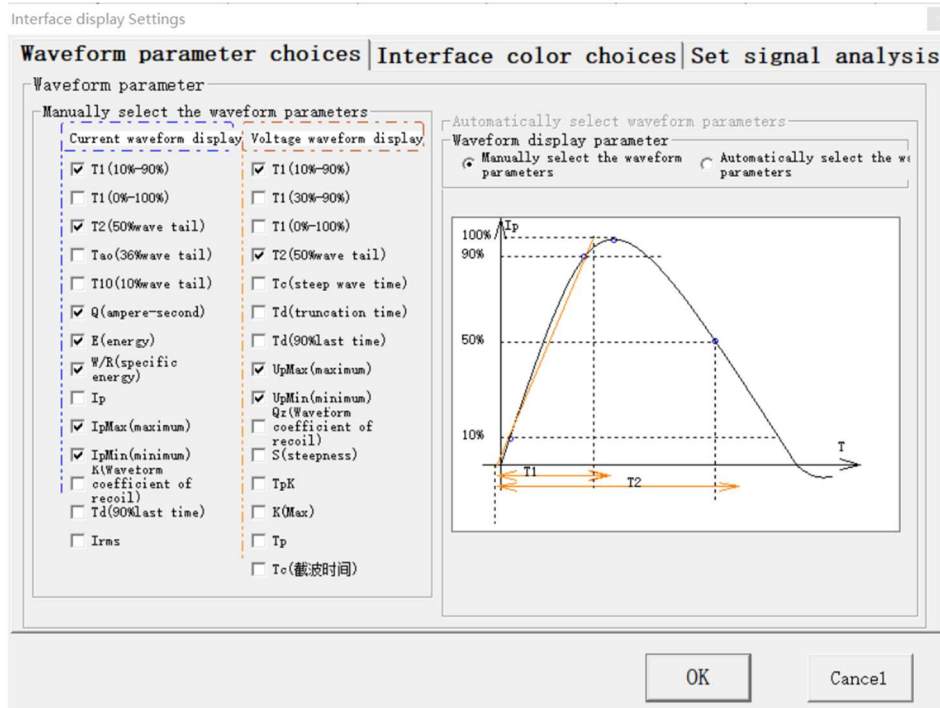 Interface display Settings
Waveform parameter choices
Interface color choices
Set signal analysis
Waveform parameter
Manually select the waveform parameters
Current waveform display
T1(10%-90%)
T1(0%-100%)
T2(50%wave tail)
Tao(36%wave tail)
T10(10%wave tail)
Q(ampere-second)
E(energy)
W/R(specific
energy)
Ip
IpMax(maximum)
IpMin(minimum)
K(Waveform
coefficient of
recoil)
Td(90%last time)
Irms
Voltage waveform display
T1(10%-90%)
T1(30%-90%)
T1(0%-100%)
T2(50%wave tail)
Tc(steep wave time)
Td(truncation time)
Td(90%last time)
UpMax(maximum)
UpMin(minimum)
Qz(Waveform
coefficient of
recoil)
S(steepness)
TpK
K(Max)
Tp
Tc(截波时间)
Automatically select waveform parameters
Waveform display parameter
Manually select the waveform
parameters
Automatically select the
parameters
Ip
100%
90%
50%
10%
T
T1
T2
OK
Cancel